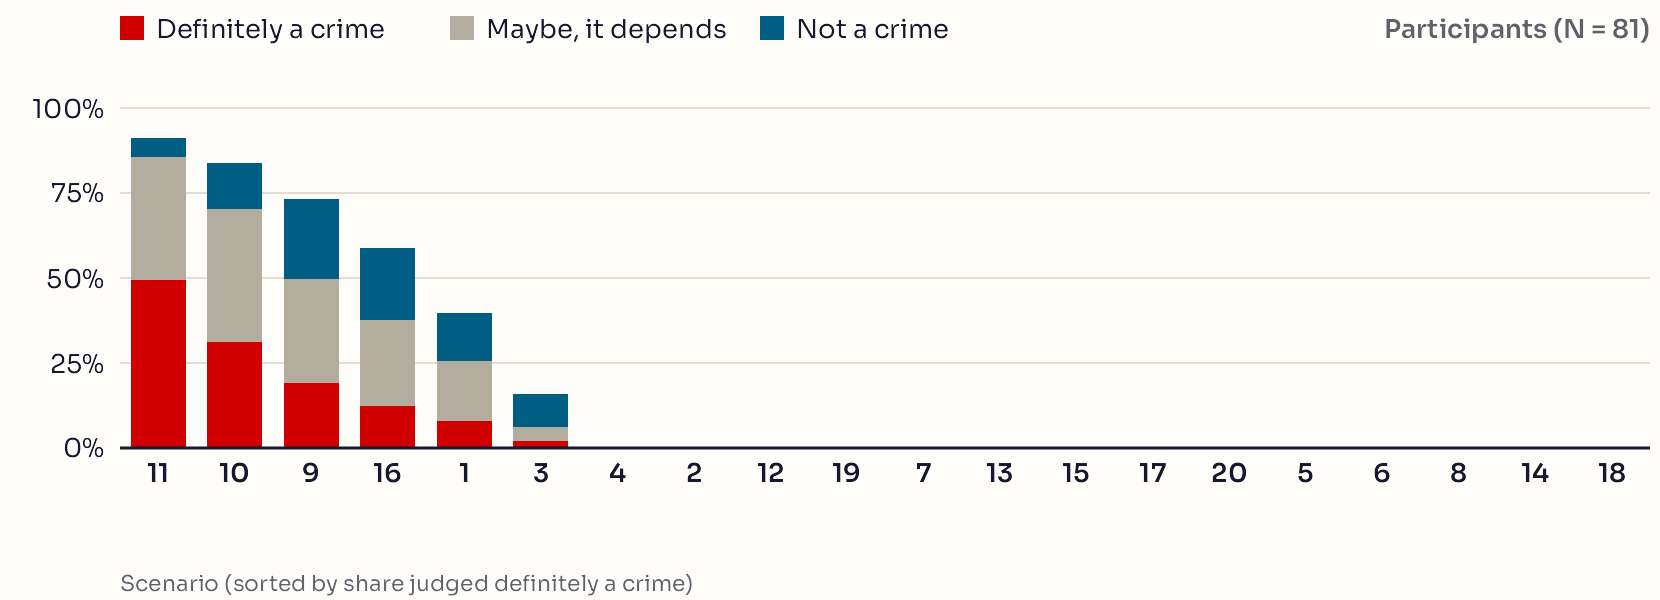 Definitely a crime Maybe, it depends Not a crime Participants (N = 81)
100%
75%
50%
25%
0%
11 10 9 16 1 3 4 2 12 19 7 13 15 17 20 5 6 8 14 18
Scenario (sorted by share judged definitely a crime)